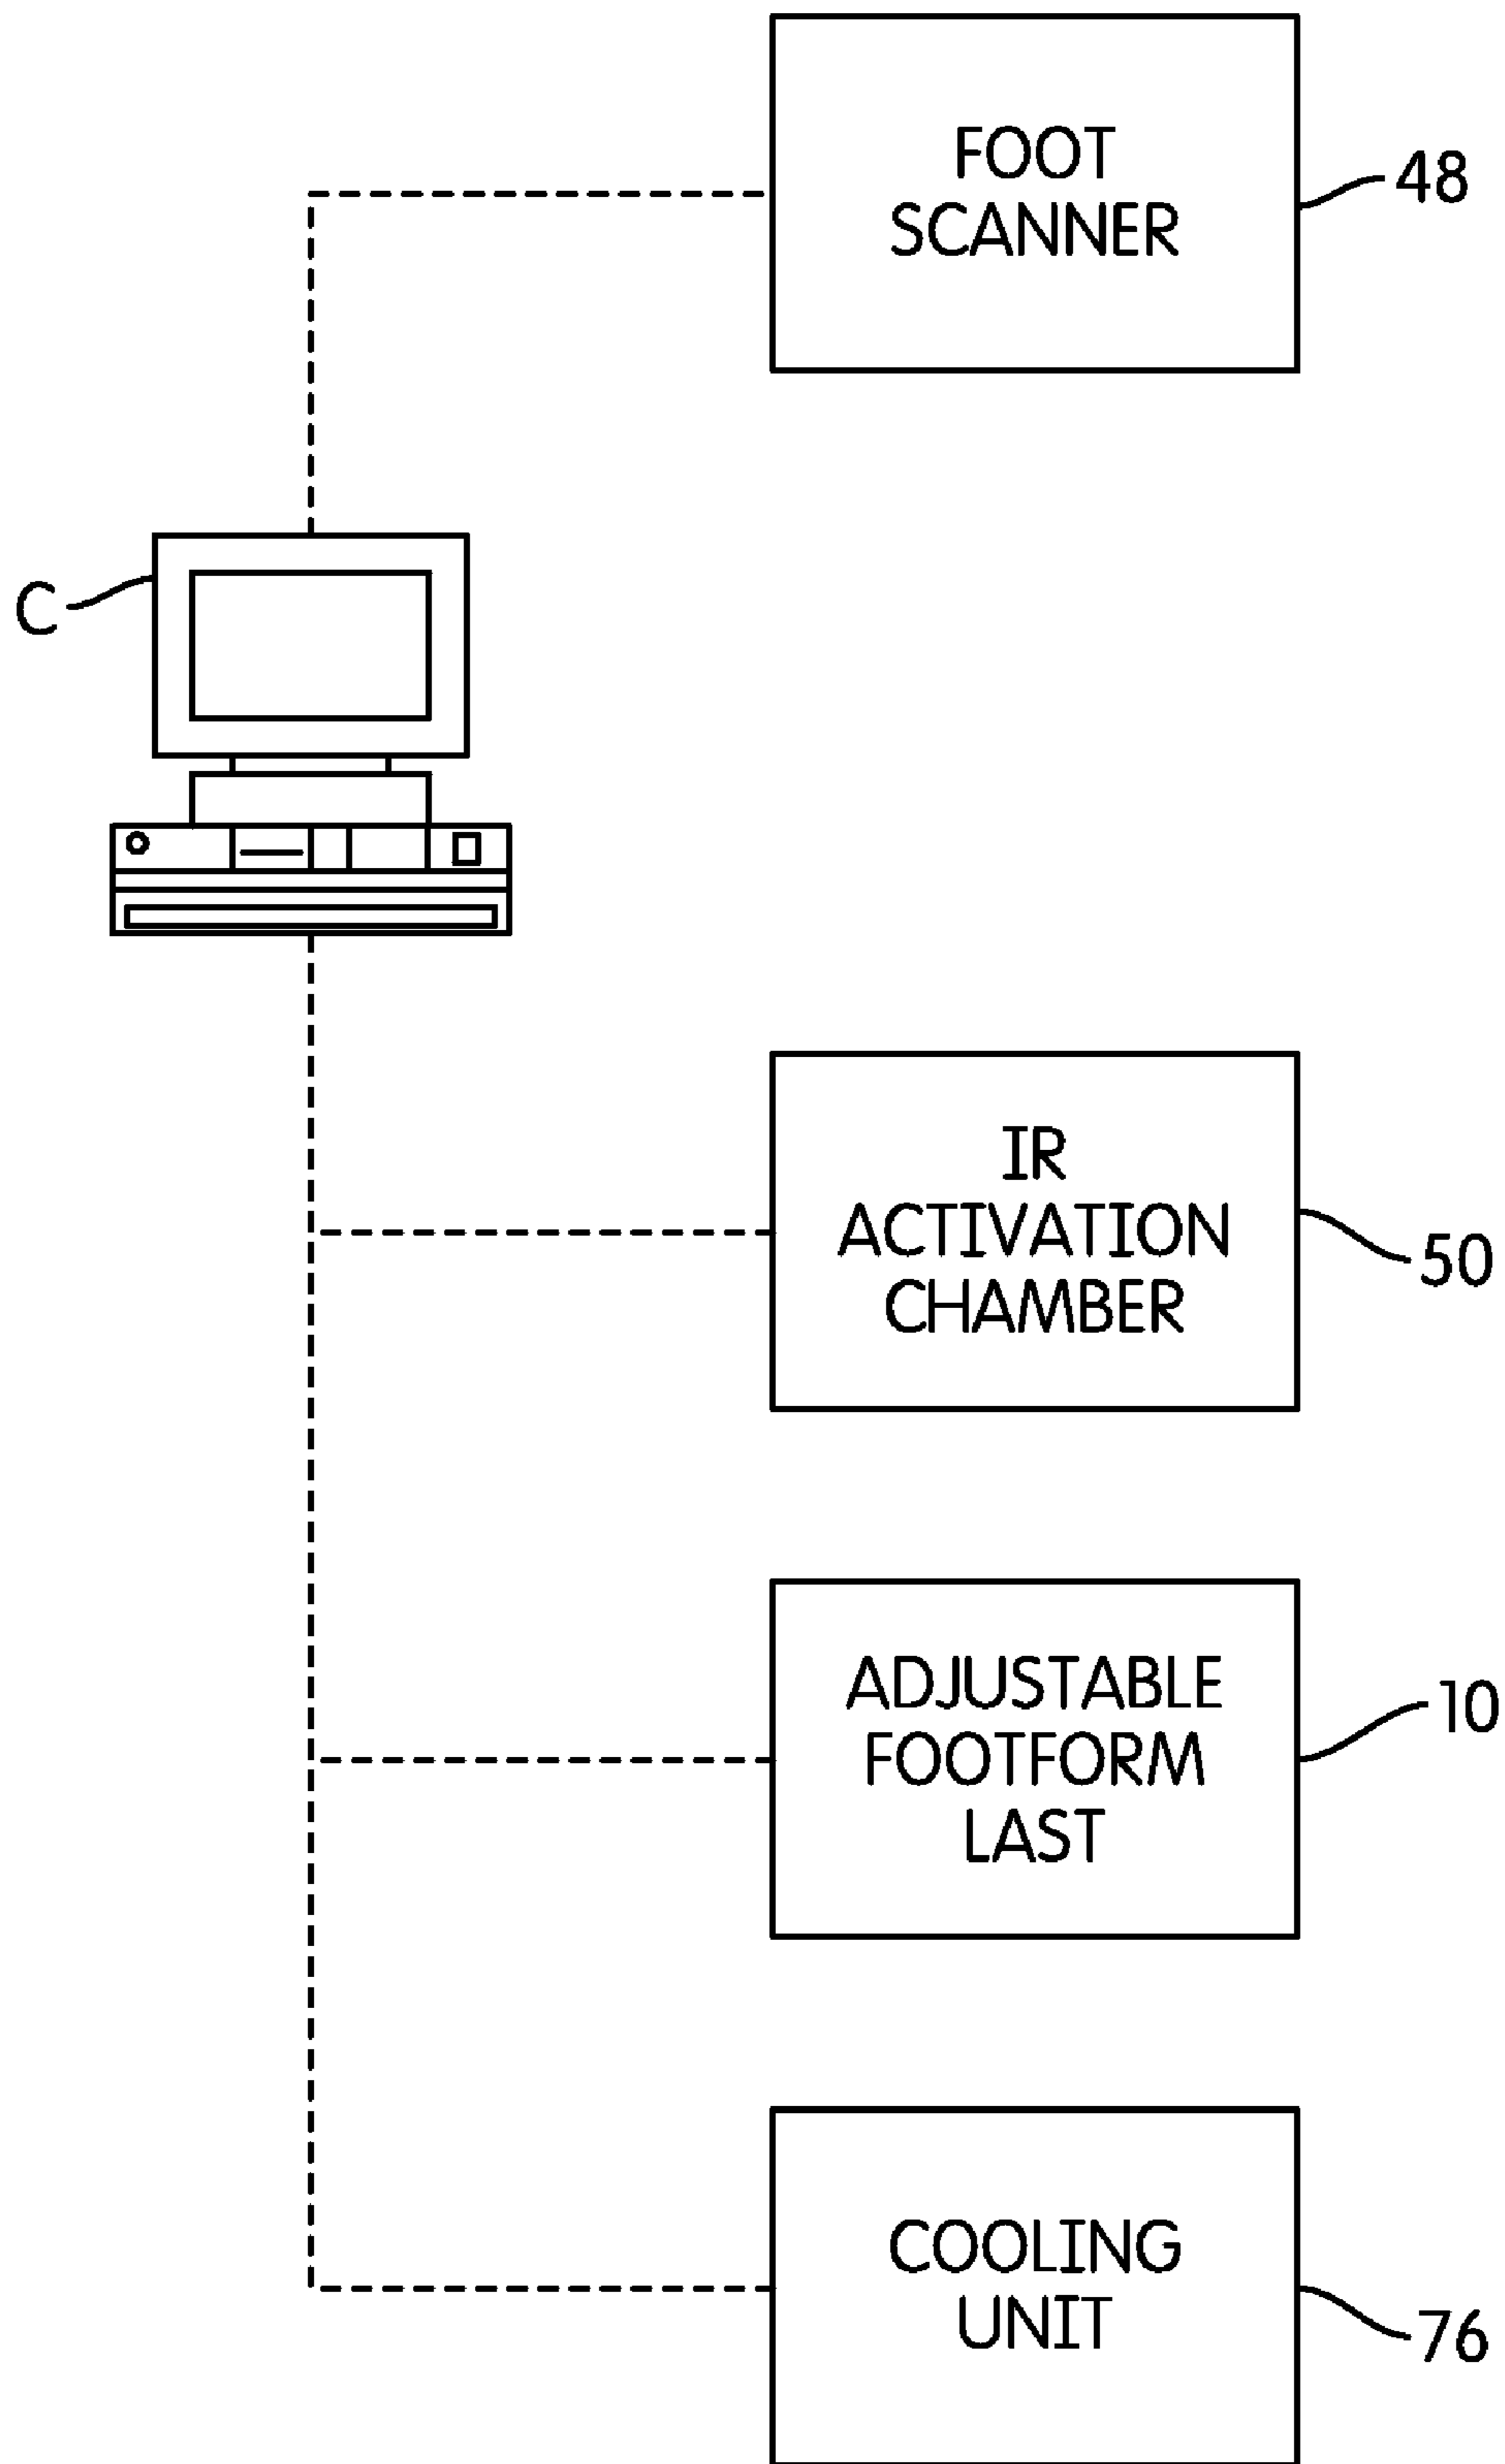 FOOT
SCANNER
48
C
IR
ACTIVATION
CHAMBER
50
ADJUSTABLE
FOOTFORM
LAST
10
COOLING
UNIT
76